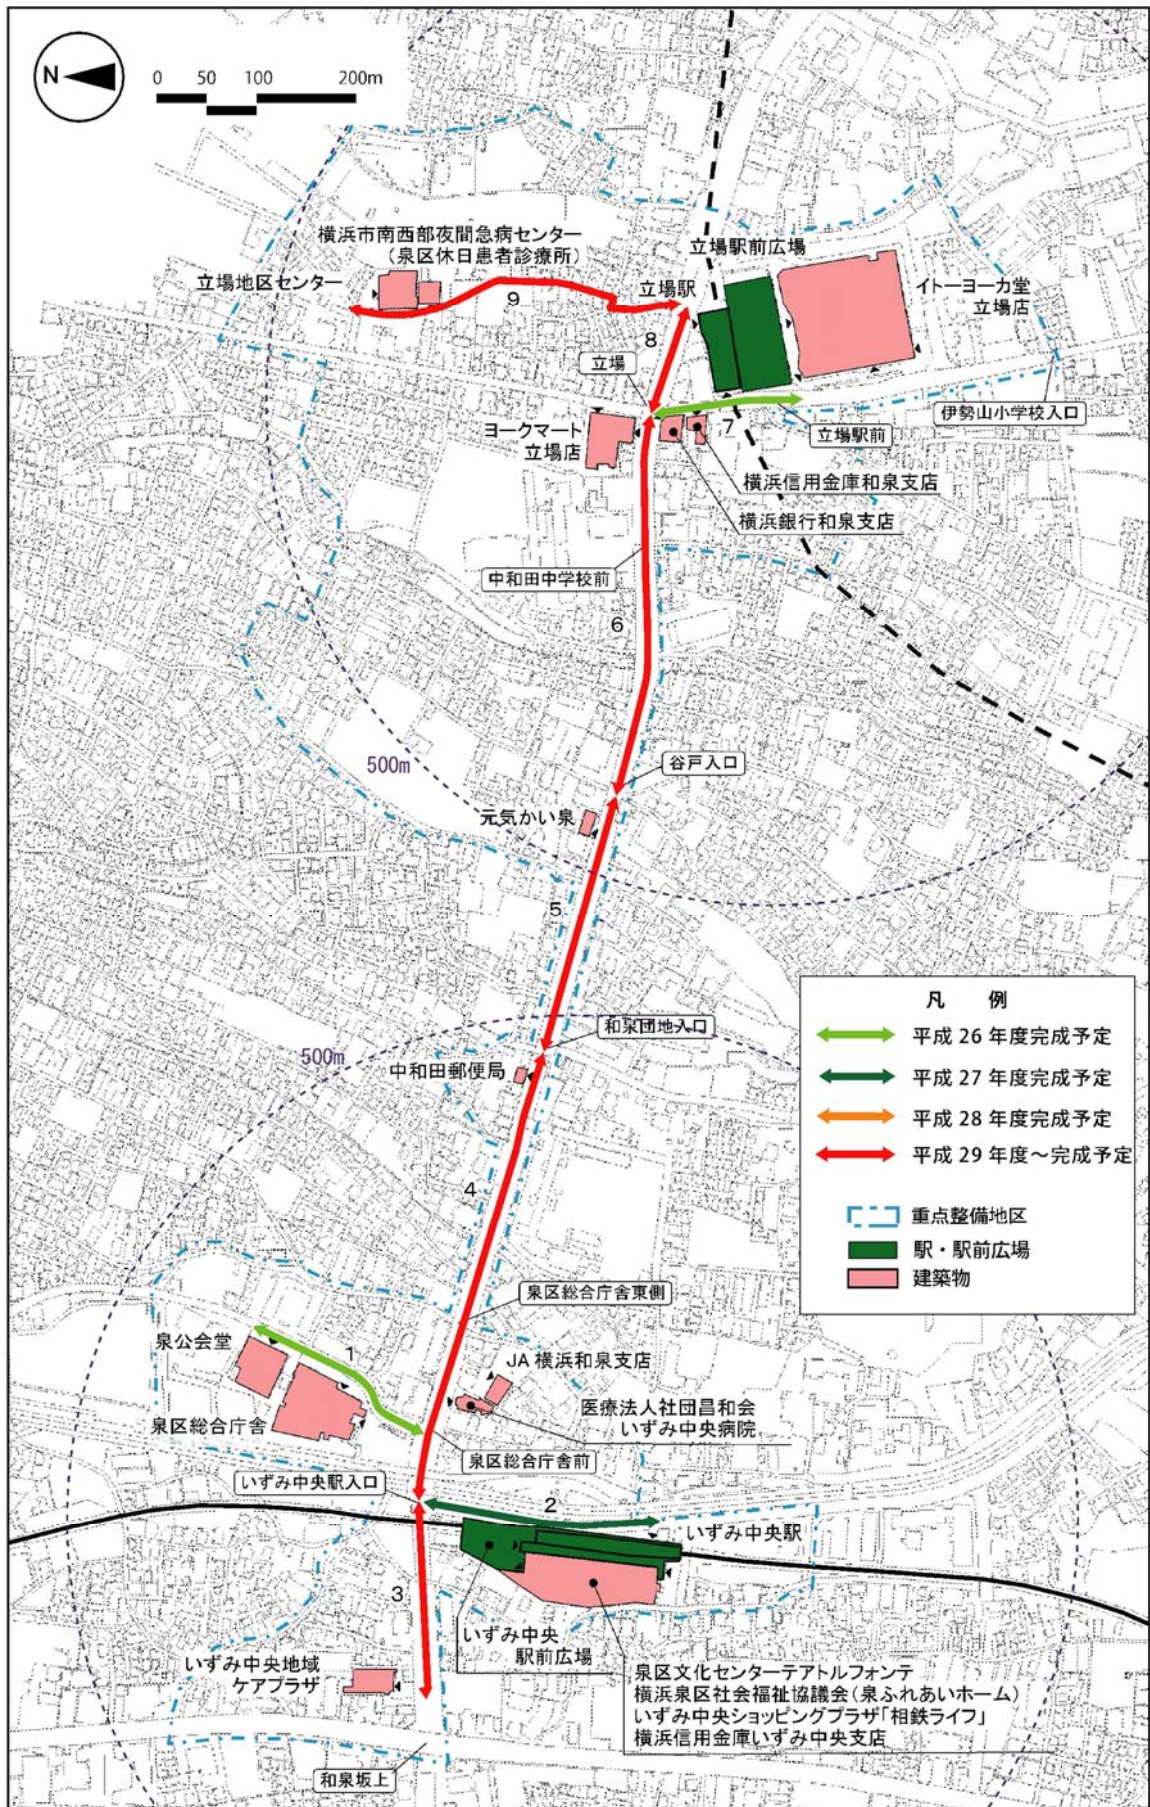 N
0 50 100 200m
横浜市南西部夜間急病センター
（泉区休日患者診療所）
立場地区センター
9
立場駅
立場駅前広場
イトーヨーカ堂
立場店
8
立場
ヨークマート
立場店
7
立場駅前
伊勢山小学校入口
横浜信用金庫和泉支店
横浜銀行和泉支店
中和田中学校前
6
500m
谷戸入口
元気かい泉
5
凡 例
平成 26 年度完成予定
平成 27 年度完成予定
平成 28 年度完成予定
平成 29 年度～完成予定
重点整備地区
駅・駅前広場
建築物
500m
和泉団地入口
中和田郵便局
4
泉区総合庁舎東側
泉公会堂
1
JA 横浜和泉支店
泉区総合庁舎
医療法人社団昌和会
いずみ中央病院
泉区総合庁舎前
いずみ中央駅入口
2
いずみ中央駅
3
いずみ中央
駅前広場
いずみ中央地域
ケアプラザ
泉区文化センターテアトルフォンテ
横浜泉区社会福祉協議会（泉ふれあいホーム）
いずみ中央ショッピングプラザ「相鉄ライフ」
横浜信用金庫いずみ中央支店
和泉坂上